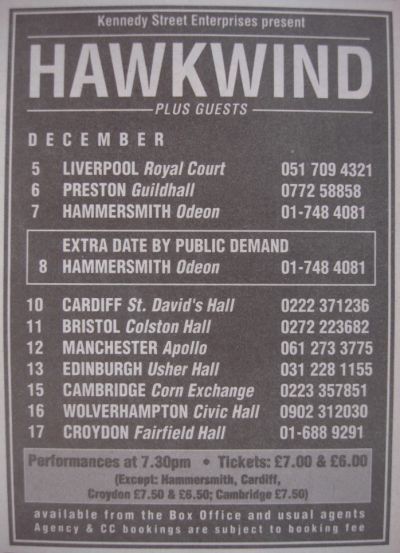 Kennedy Street Enterprises present
HAWKWIND
PLUS GUESTS
DECEMBER
5 LIVERPOOL Royal Court 051 709 4321
6 PRESTON Guildhall 0772 58858
7 HAMMERSMITH Odeon 01-748 4081
EXTRA DATE BY PUBLIC DEMAND
8 HAMMERSMITH Odeon 01-748 4081
10 CARDIFF St. David's Hall 0222 371236
11 BRISTOL Colston Hall 0272 223682
12 MANCHESTER Apollo 061 273 3775
13 EDINBURGH Usher Hall 031 228 1155
15 CAMBRIDGE Corn Exchange 0223 357851
16 WOLVERHAMPTON Civic Hall 0902 312030
17 CROYDON Fairfield Hall 01-688 9291
Performances at 7.30pm • Tickets: £7.00 & £6.00
(Except: Hammersmith, Cardiff,
Croydon £7.50 & £6.50; Cambridge £7.50)
available from the Box Office and usual agents
Agency & CC bookings are subject to booking fee